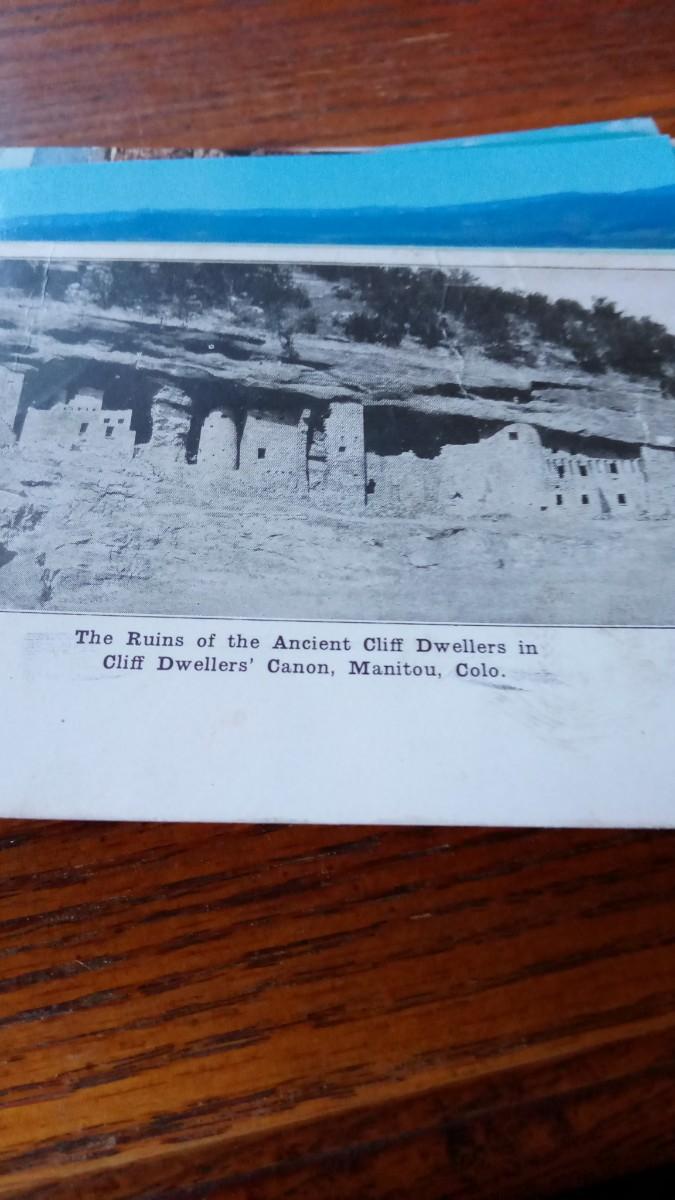 The Ruins of the Ancient Cliff Dwellers in
Cliff Dwellers' Canon, Manitou, Colo.